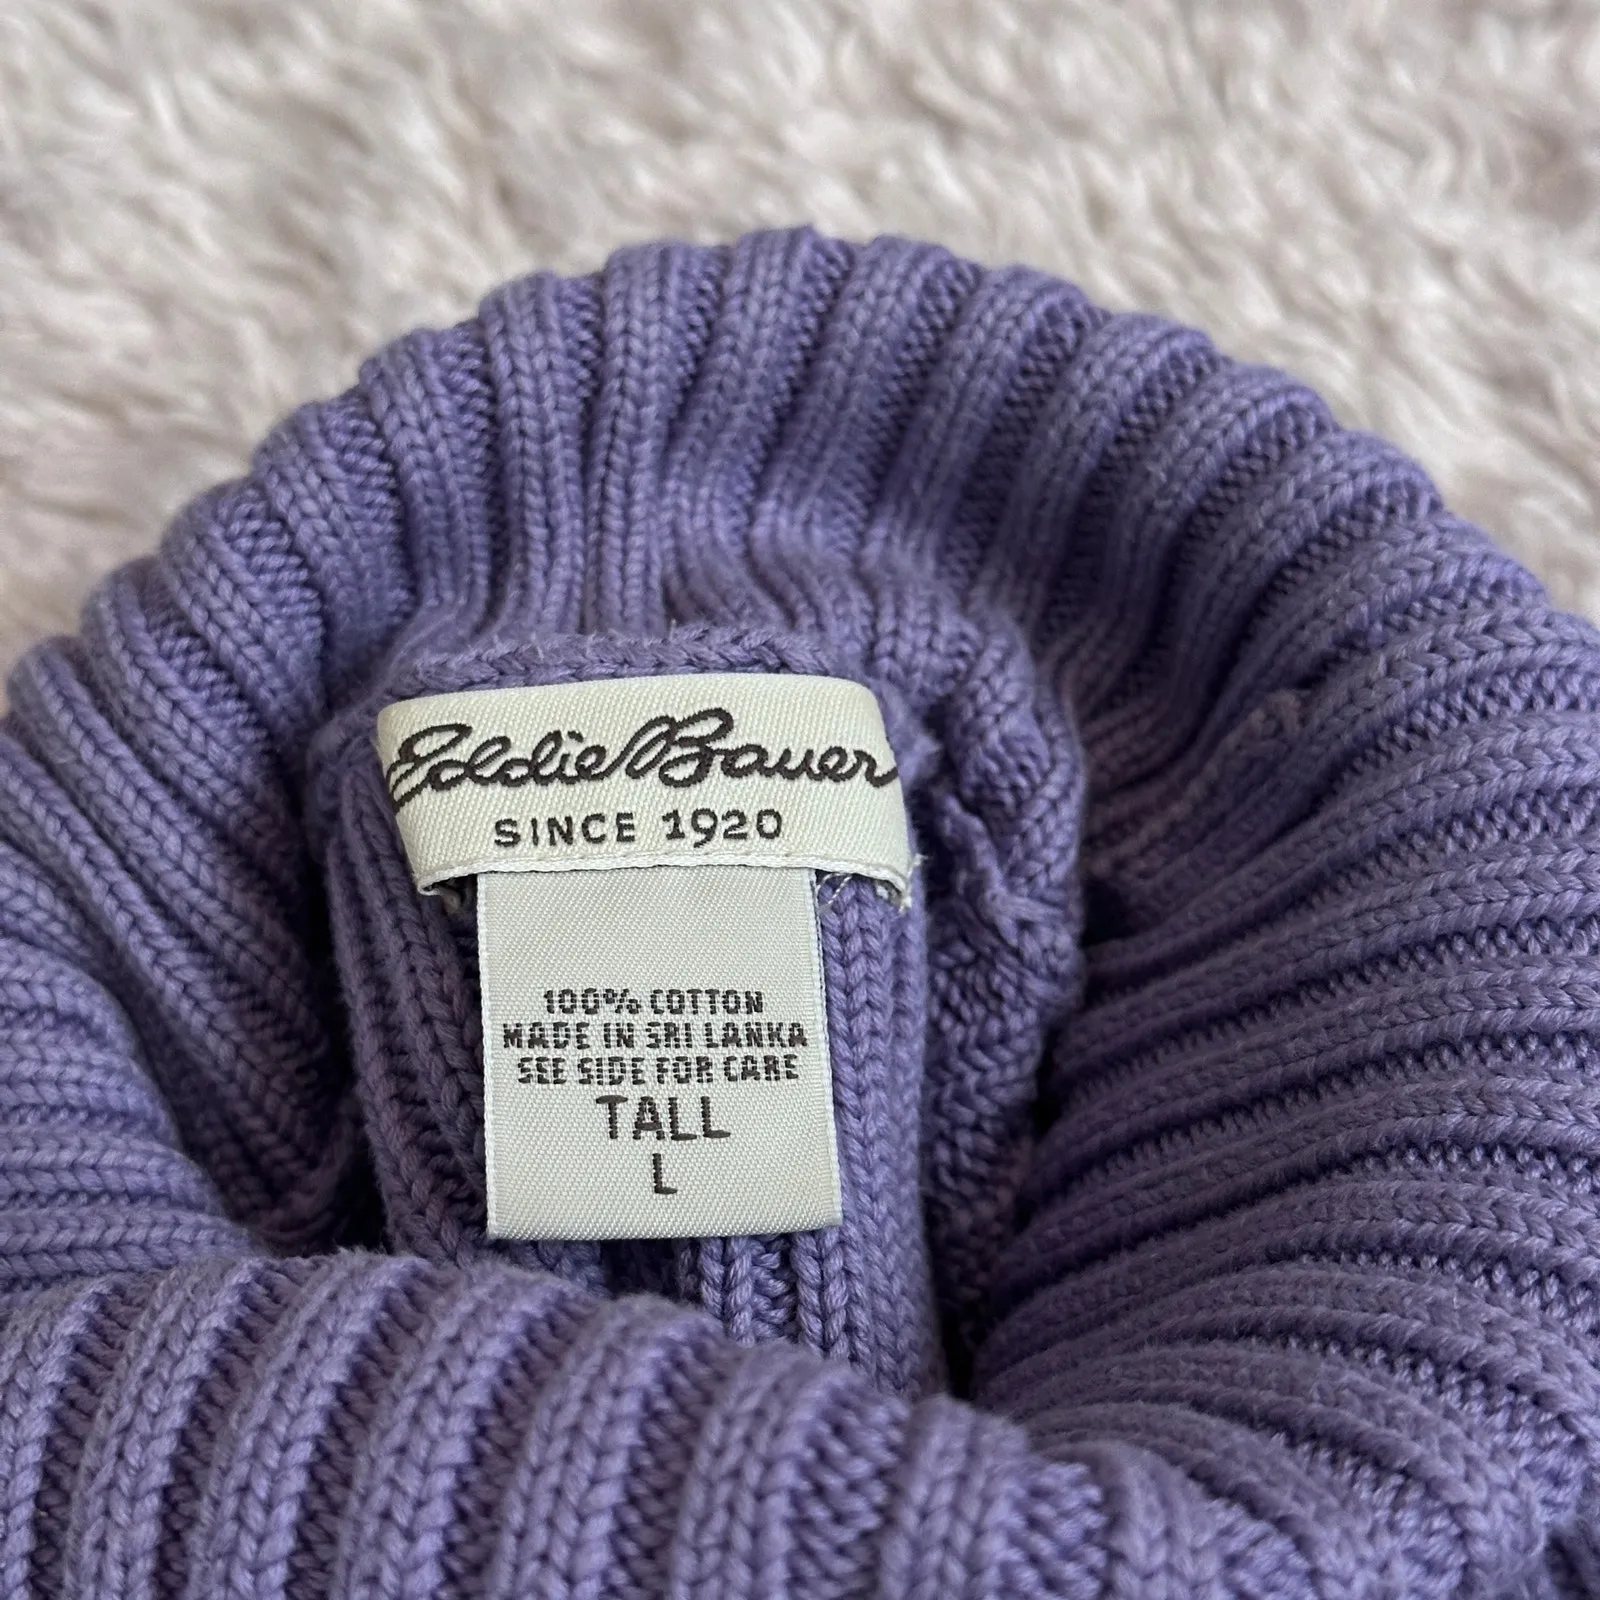 Eddie Bauer
SINCE 1920
100% COTTON
MADE IN SRI LANKA
SEE SIDE FOR CARE
TALL
L